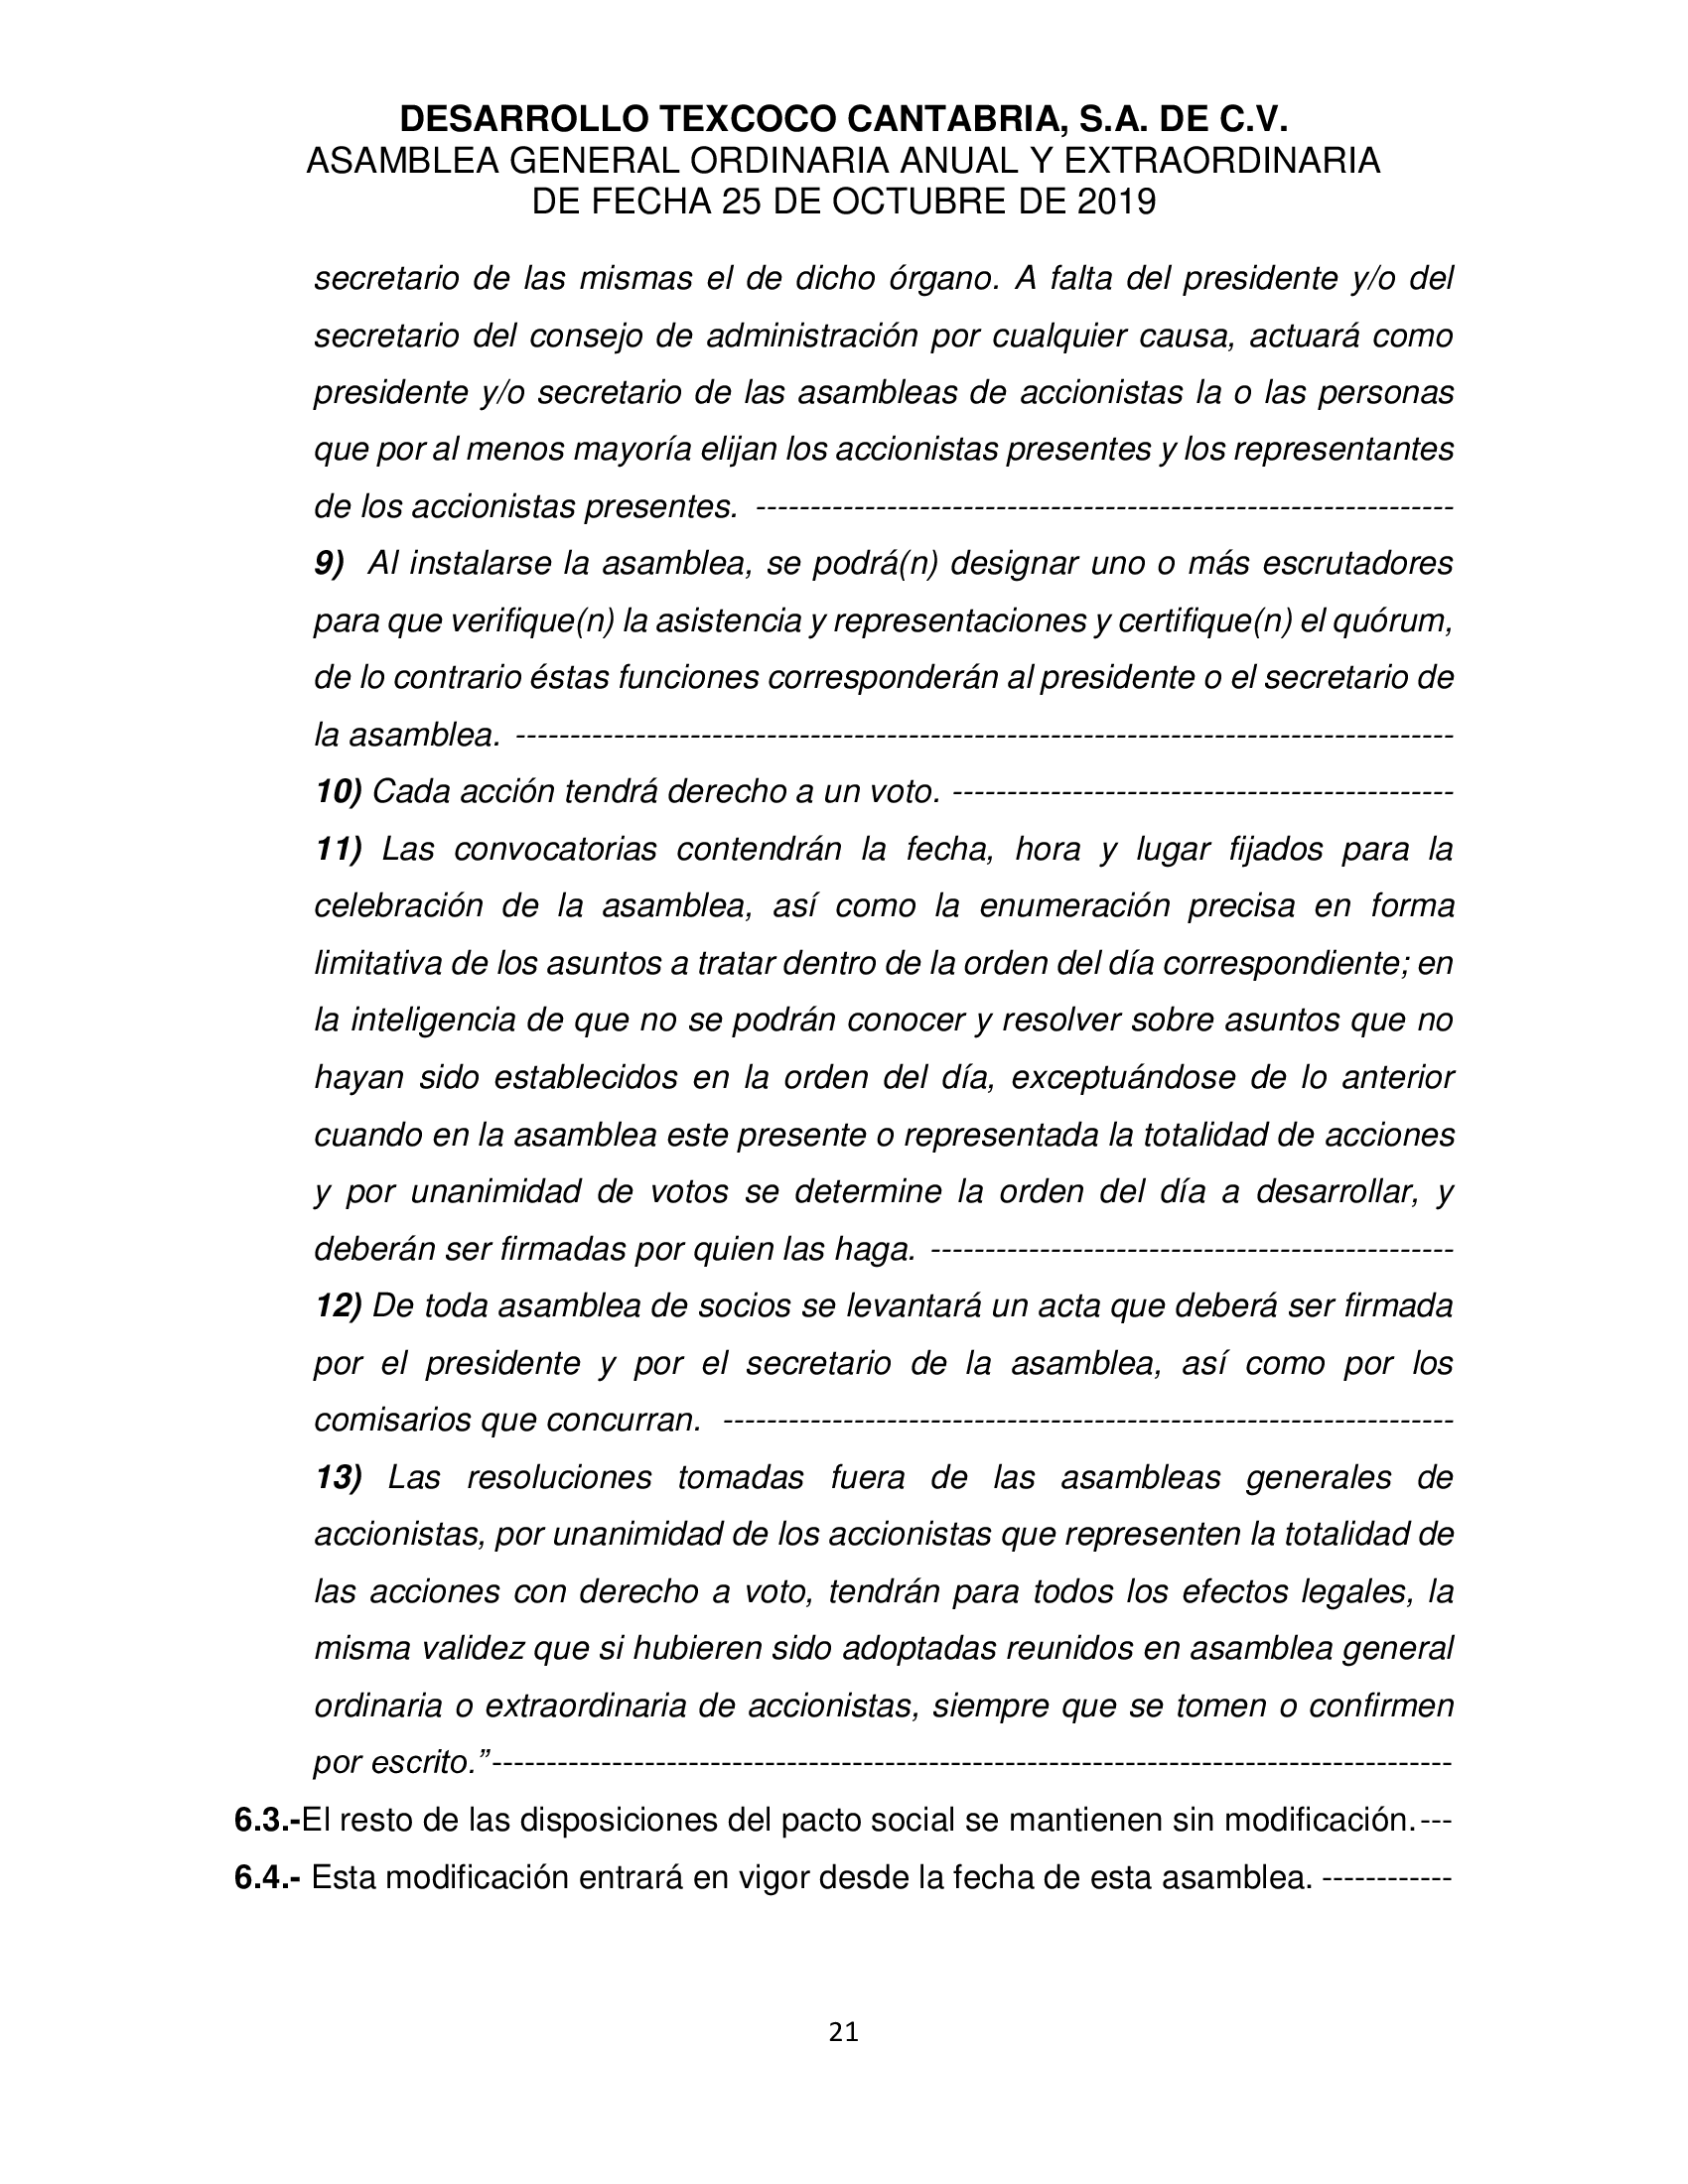 DESARROLLO TEXCOCO CANTABRIA, S.A. DE C.V.
ASAMBLEA GENERAL ORDINARIA ANUAL Y EXTRAORDINARIA
DE FECHA 25 DE OCTUBRE DE 2019
secretario de las mismas el de dicho órgano. A falta del presidente y/o del
secretario del consejo de administración por cualquier causa, actuará como
presidente y/o secretario de las asambleas de accionistas la o las personas
que por al menos mayoría elijan los accionistas presentes y los representantes
de los accionistas presentes. ----------------------------------------------------------------
9) Al instalarse la asamblea, se podrá(n) designar uno o más escrutadores
para que verifique(n) la asistencia y representaciones y certifique(n) el quórum,
de lo contrario éstas funciones corresponderán al presidente o el secretario de
la asamblea. --------------------------------------------------------------------------------------
10) Cada acción tendrá derecho a un voto. ----------------------------------------------
11) Las convocatorias contendrán la fecha, hora y lugar fijados para la
celebración de la asamblea, así como la enumeración precisa en forma
limitativa de los asuntos a tratar dentro de la orden del día correspondiente; en
la inteligencia de que no se podrán conocer y resolver sobre asuntos que no
hayan sido establecidos en la orden del día, exceptuándose de lo anterior
cuando en la asamblea este presente o representada la totalidad de acciones
y por unanimidad de votos se determine la orden del día a desarrollar, y
deberán ser firmadas por quien las haga. ------------------------------------------------
12) De toda asamblea de socios se levantará un acta que deberá ser firmada
por el presidente y por el secretario de la asamblea, así como por los
comisarios que concurran. -------------------------------------------------------------------
13) Las resoluciones tomadas fuera de las asambleas generales de
accionistas, por unanimidad de los accionistas que representen la totalidad de
las acciones con derecho a voto, tendrán para todos los efectos legales, la
misma validez que si hubieren sido adoptadas reunidos en asamblea general
ordinaria o extraordinaria de accionistas, siempre que se tomen o confirmen
por escrito.”----------------------------------------------------------------------------------------
6.3.-El resto de las disposiciones del pacto social se mantienen sin modificación.---
6.4.- Esta modificación entrará en vigor desde la fecha de esta asamblea. ------------
21